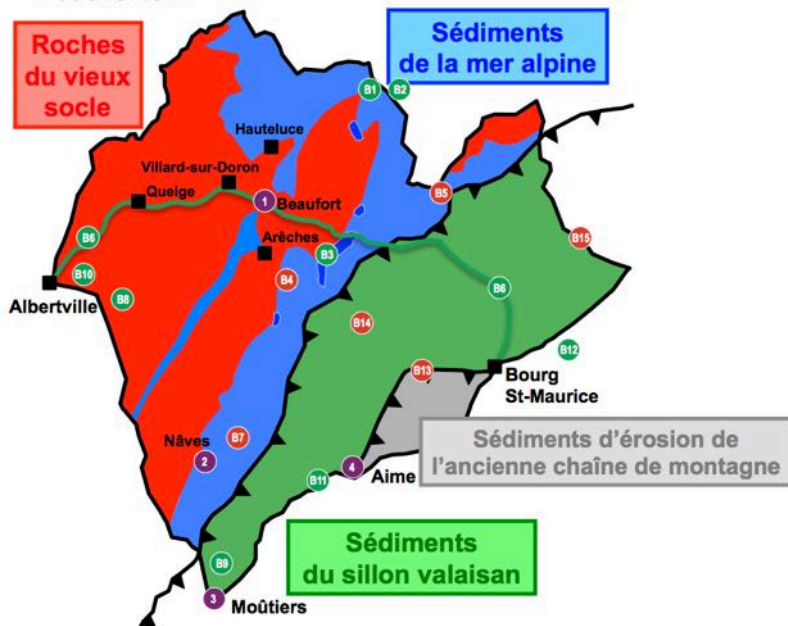 Roches
du vieux
socle
Sédiments
de la mer alpine
B1
B2
Hauteluce
Villard-sur-Doron
Queige
1
Beaufort
B5
B6
Arêches
B3
B15
B10
B4
B8
B6
Albertville
B14
B12
B13
Bourg
St-Maurice
Nâves
B7
2
Sédiments d'érosion de
l'ancienne chaîne de montagne
4
Aime
B11
Sédiments
du sillon valaisan
B9
3
Moûtiers